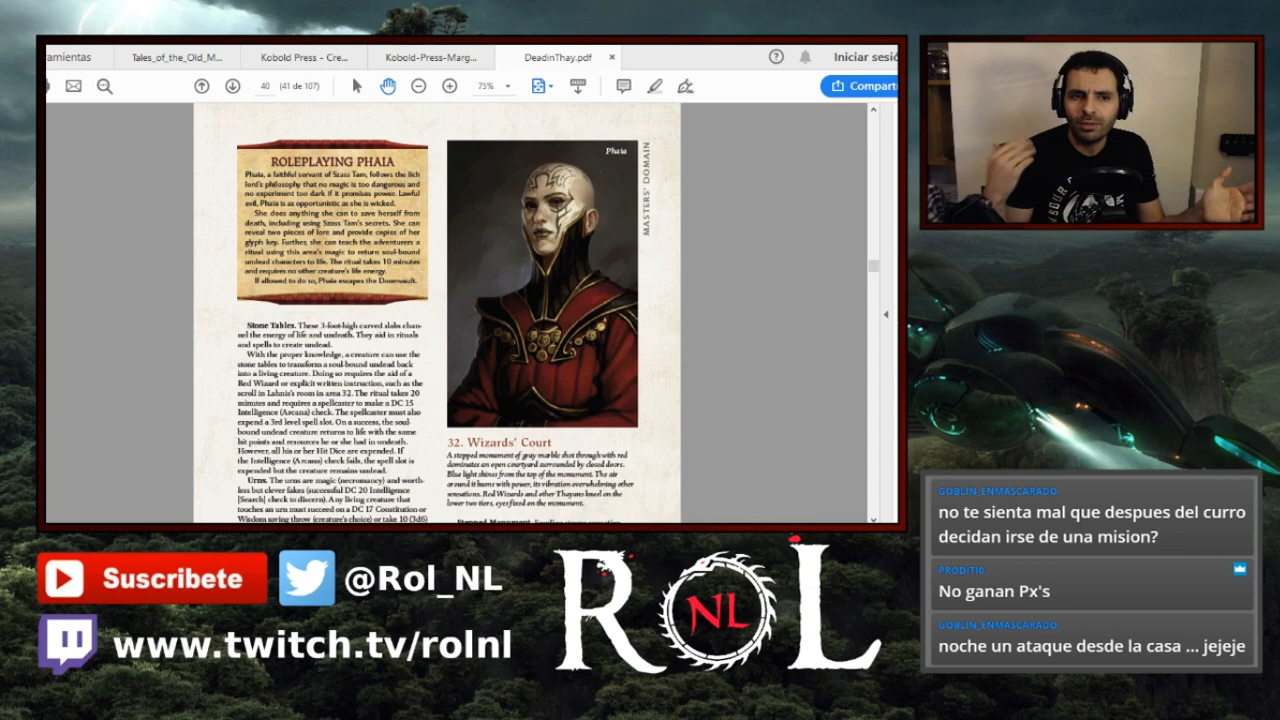 amientas
Tales_of_the_Old_M...
Kobold Press - Cre...
Kobold-Press-Marg...
DeadinThay.pdf
Iniciar sesić
40 (41 de 107)
75%
Comparti
ROLEPLAYING PHAIA
Phaia, a faithful servant of Szass Tam, follows the lich
lord's philosophy that no magic is too dangerous and
no experiment too dark if it promises power. Lawful
evil, Phaia is as opportunistic as she is wicked.
She does anything she can to save herself from
death, including using Szass Tam's secrets. She can
reveal two pieces of lore and provide copies of her
glyph key. Further, she can teach the adventurers a
ritual using this area's magic to return soul-bound
undead characters to life. The ritual takes 10 minutes
and requires no other creature's life energy.
If allowed to do so, Phaia escapes the Doomvault.
Stone Tables. These 3-foot-high carved slabs chan-
nel the energy of life and undeath. They aid in rituals
and spells to create undead.
With the proper knowledge, a creature can use the
stone tables to transform a soul-bound undead back
into a living creature. Doing so requires the aid of a
Red Wizard or explicit written instruction, such as the
scroll in Lahnis's room in area 32. The ritual takes 20
minutes and requires a spellcaster to make a DC 15
Intelligence (Arcana) check. The spellcaster must also
expend a 3rd level spell slot. On a success, the soul-
bound undead creature returns to life with the same
hit points and resources he or she had in undeath.
However, all his or her Hit Dice are expended. If
the Intelligence (Arcana) check fails, the spell slot is
expended but the creature remains undead.
Urns. The urns are magic (necromancy) and worth-
less but clever fakes (successful DC 20 Intelligence
[Search] check to discern). Any living creature that
touches an urn must succeed on a DC 17 Constitution or
Wisdom saving throw (creature's choice) or take 10 (3d6)
Phaia
MASTERS' DOMAIN
32. Wizards' Court
A stepped monument of gray marble shot through with red
dominates an open courtyard surrounded by closed doors.
Blue light shines from the top of the monument. The air
around it hums with power, its vibration overwhelming other
sensations. Red Wizards and other Thayans kneel on the
lower two tiers, eyes fixed on the monument.
Stepped Monument.
GOBLIN_ENMASCARADO
no te sienta mal que despues del curro
decidan irse de una mision?
PRODITI0
No ganan Px's
GOBLIN_ENMASCARADO
noche un ataque desde la casa ... jejeje
Suscribete
@Rol_NL
www.twitch.tv/rolnl
ROL
NL